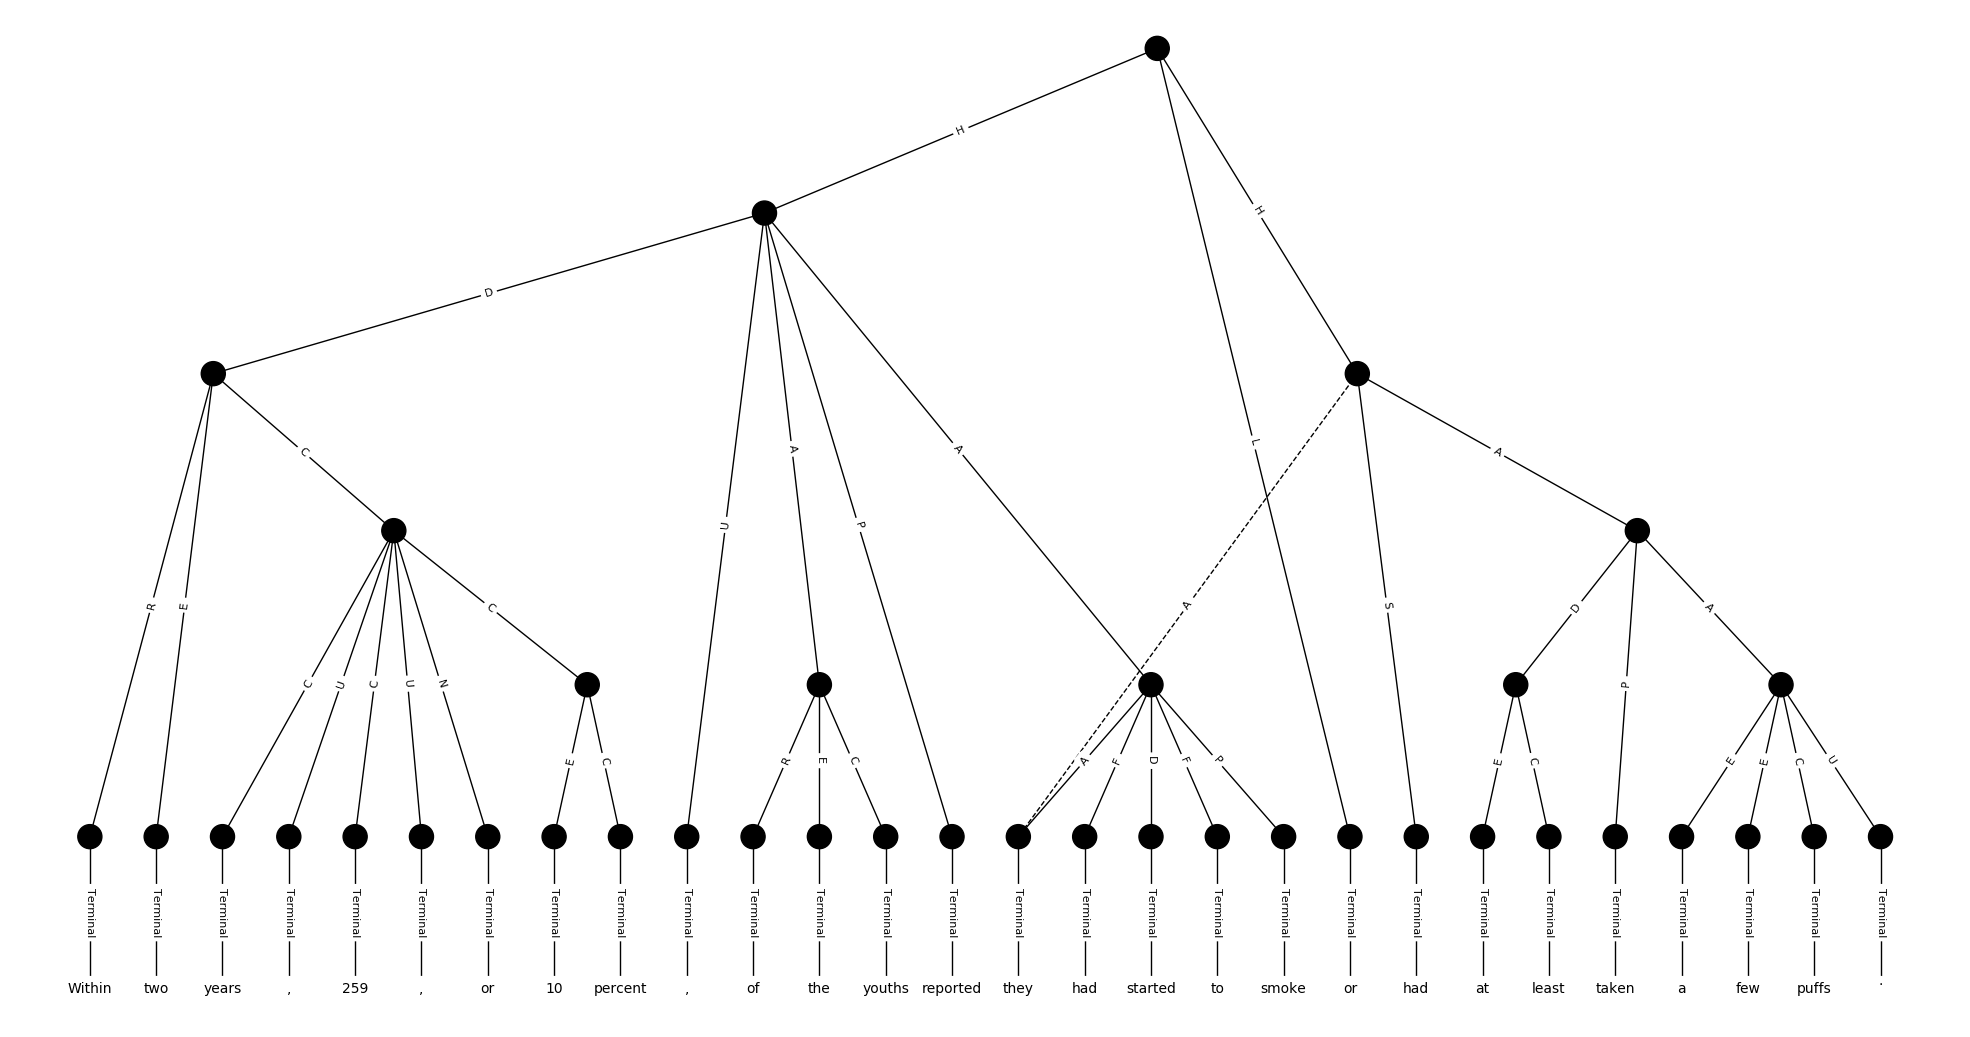 H
H
D
A
A
P
U
L
C
A
S
A
R
E
C
D
A
C
U
C
U
N
P
E
C
R
E
C
A
F
D
F
P
E
C
E
E
C
U
Terminal Terminal Terminal Terminal Terminal Terminal Terminal Terminal Terminal Terminal Terminal Terminal Terminal Terminal Terminal Terminal Terminal Terminal Terminal Terminal Terminal Terminal Terminal Terminal Terminal Terminal Terminal Terminal
Within two years , 259 , or 10 percent , of the youths reported they had started to smoke or had at least taken a few puffs .